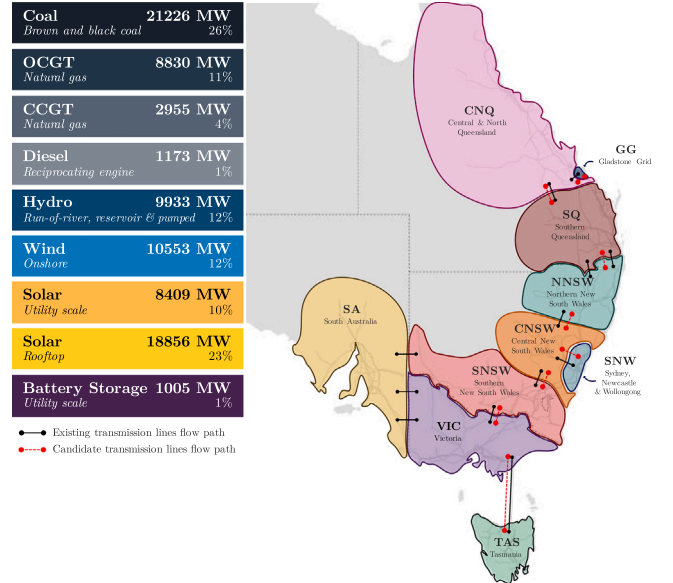 Coal 21226 MW
Brown and black coal 26%
OCGT 8830 MW
Natural gas 11%
CCGT 2955 MW
Natural gas 4%
Diesel 1173 MW
Reciprocating engine 1%
Hydro 9933 MW
Run-of-river, reservoir & pumped 12%
Wind 10553 MW
Onshore 12%
Solar 8409 MW
Utility scale 10%
Solar 18856 MW
Rooftop 23%
Battery Storage 1005 MW
Utility scale 1%
Existing transmission lines flow path
Candidate transmission lines flow path
CNQ
Central & North
Queensland
GG
Gladstone Grid
SQ
Southern
Queensland
NNSW
Northern New
South Wales
SA
South Australia
CNSW
Central New
South Wales
SNW
Sydney,
Newcastle
& Wollongong
SNSW
Southern
New South Wales
VIC
Victoria
TAS
Tasmania